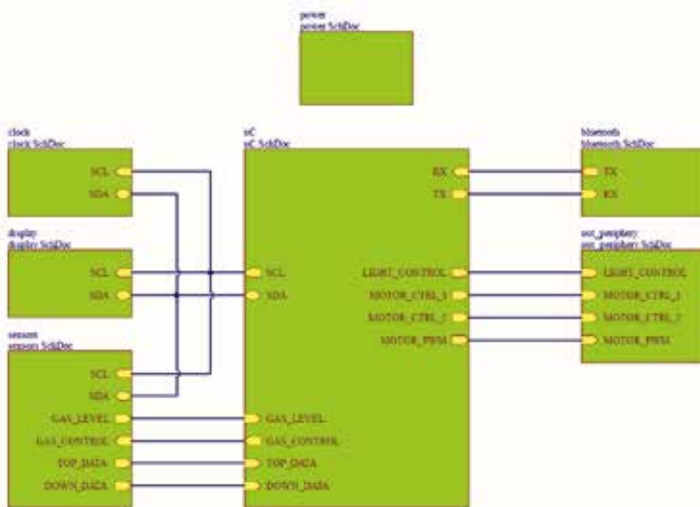 power
power.SchDoc
clock
clock.SchDoc
SCL
SDA
display
display.SchDoc
SCL
SDA
sensors
sensors.SchDoc
SCL
SDA
GAS_LEVEL
GAS_CONTROL
TOP_DATA
DOWN_DATA
uC
uC.SchDoc
SCL
SDA
GAS_LEVEL
GAS_CONTROL
TOP_DATA
DOWN_DATA
RX
TX
LIGHT_CONTROL
MOTOR_CTRL_1
MOTOR_CTRL_2
MOTOR_PWM
bluetooth
bluetooth.SchDoc
TX
RX
out_periphery
out_periphery.SchDoc
LIGHT_CONTROL
MOTOR_CTRL_1
MOTOR_CTRL_2
MOTOR_PWM